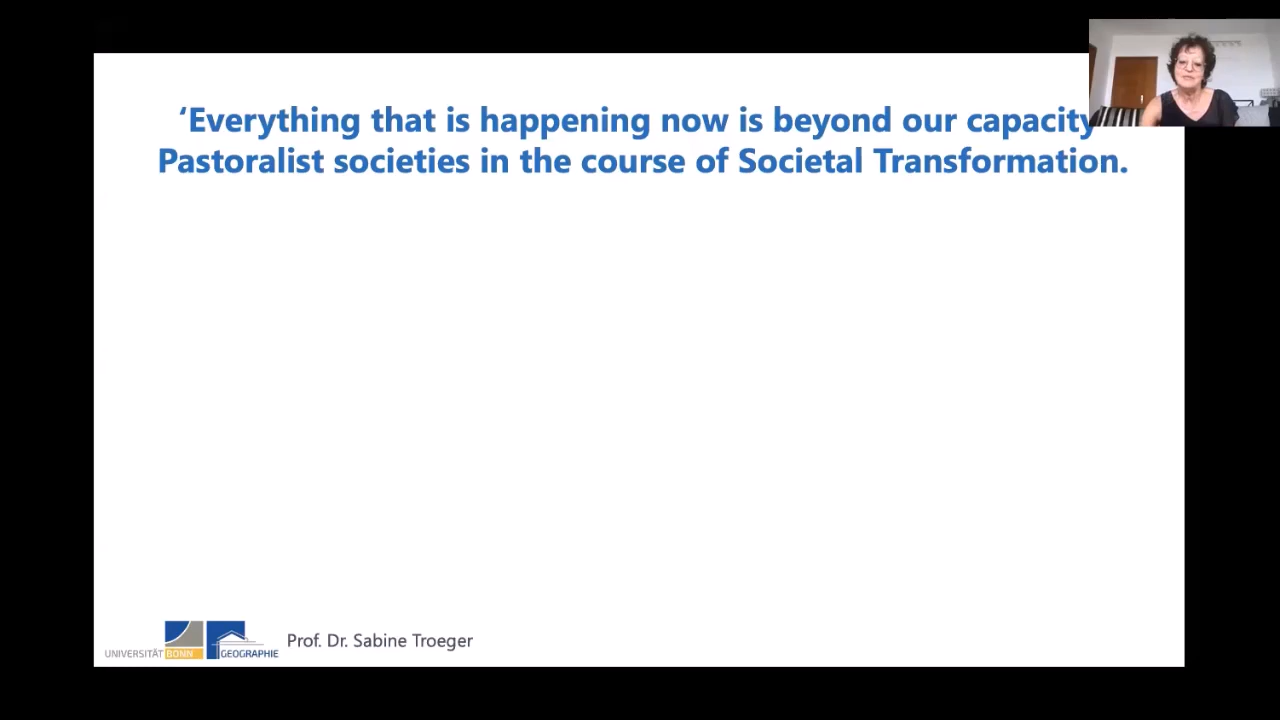 ‘Everything that is happening now is beyond our capacity
Pastoralist societies in the course of Societal Transformation.
UNIVERSITÄT BONN
GEOGRAPHIE
Prof. Dr. Sabine Troeger